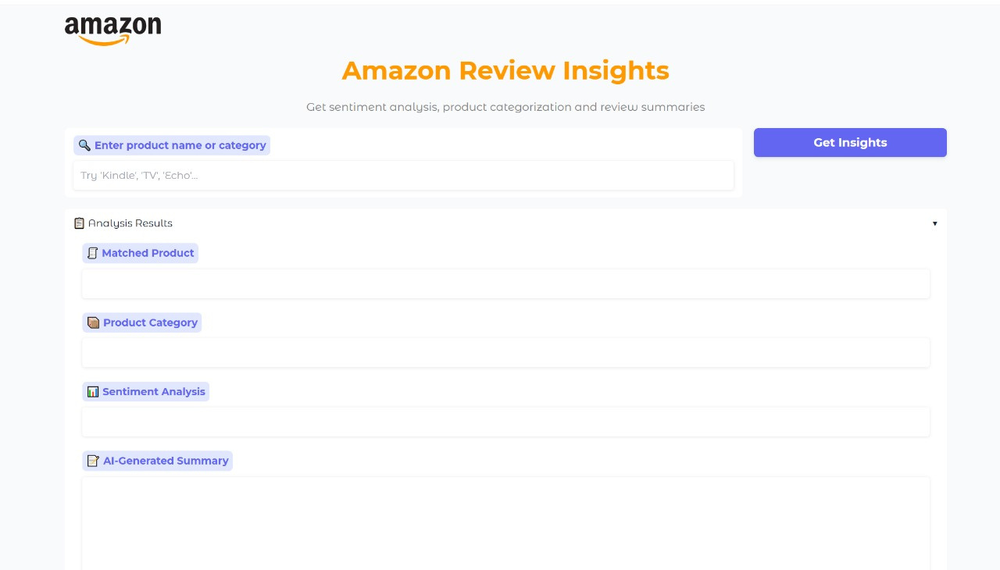 amazon
Amazon Review Insights
Get sentiment analysis, product categorization and review summaries
🔍 Enter product name or category
Get Insights
Try 'Kindle', 'TV', 'Echo'...
📋 Analysis Results ▼
🧾 Matched Product
📦 Product Category
📊 Sentiment Analysis
📝 AI-Generated Summary